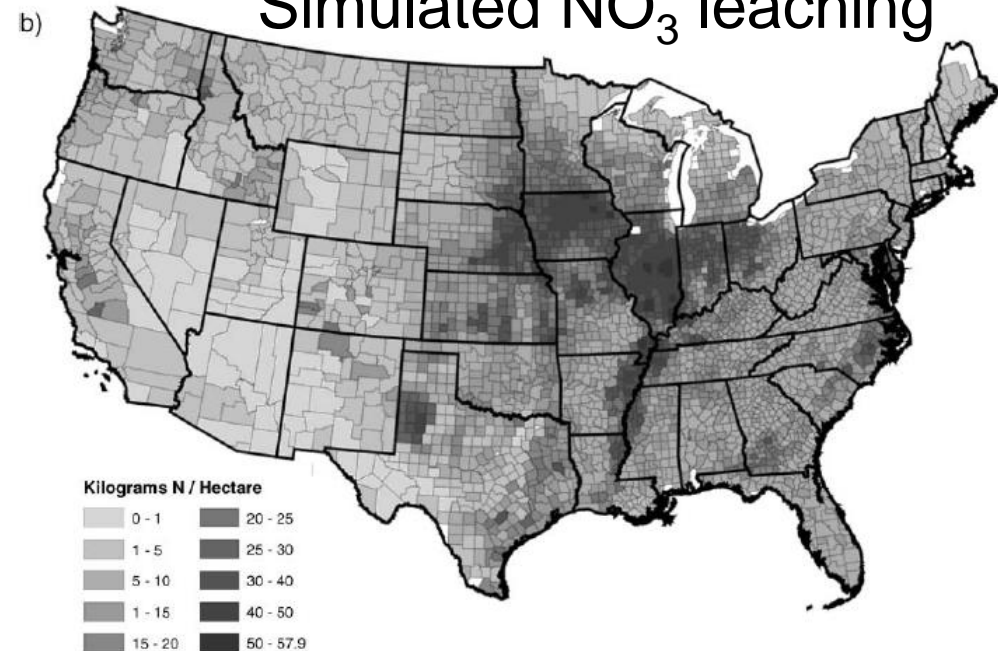 Simulated NO₃ leaching
b)
Kilograms N / Hectare
0 - 1
1 - 5
5 - 10
1 - 15
15 - 20
20 - 25
25 - 30
30 - 40
40 - 50
50 - 57.9